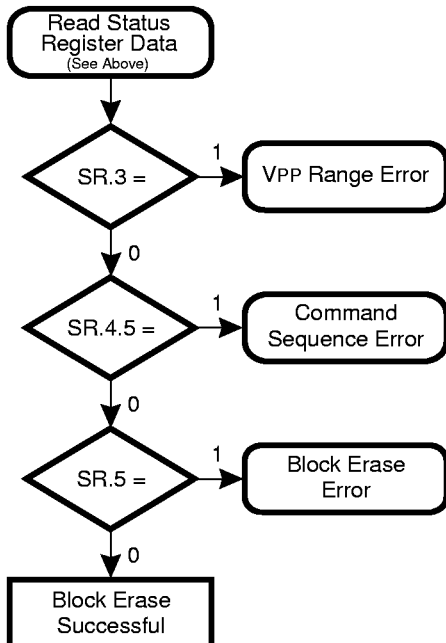 Read Status
Register Data
(See Above)
1
SR.3 =
VPP Range Error
0
1
SR.4.5 =
Command
Sequence Error
0
1
SR.5 =
Block Erase
Error
0
Block Erase
Successful